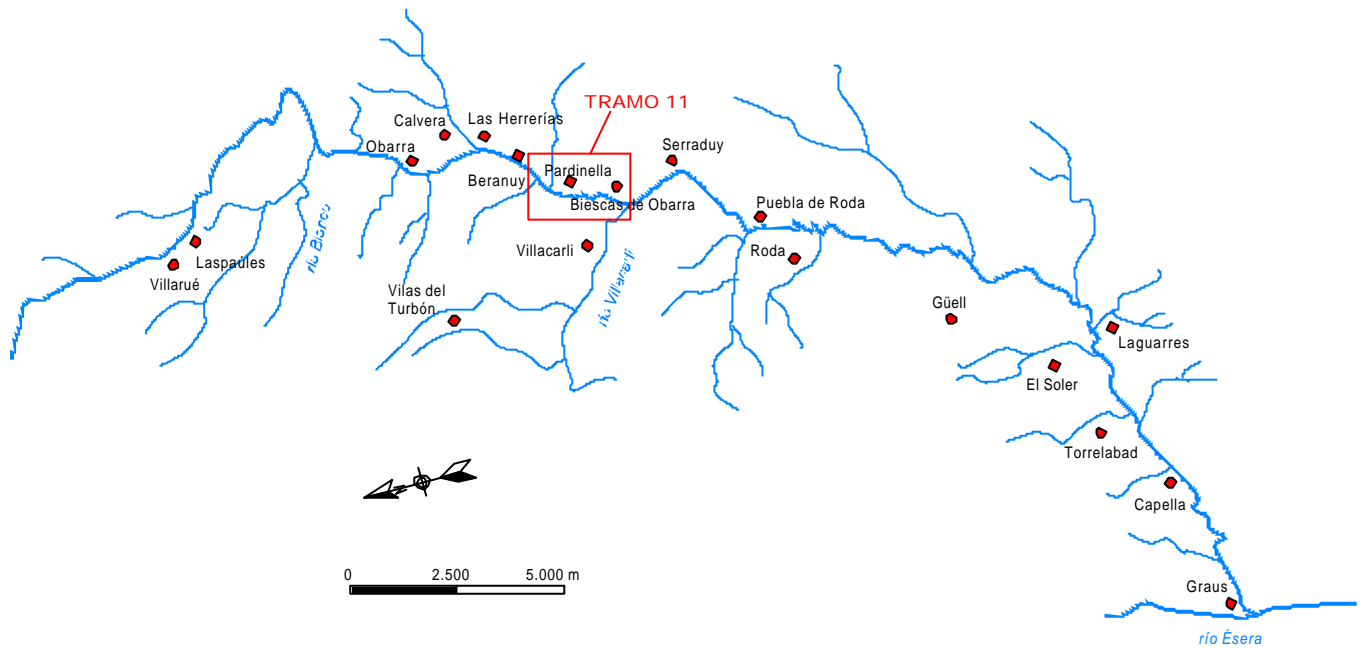 TRAMO 11
Calvera
Las Herrerías
Obarra
Serraduy
Beranuy
Pardinella
Biescas de Obarra
Puebla de Roda
Villacarli
Roda
Laspaúles
Villarué
río Blanco
río Villacarli
Vilas del
Turbón
Güell
Laguarres
El Soler
Torrelabad
Capella
0 2.500 5.000 m
Graus
río Ésera